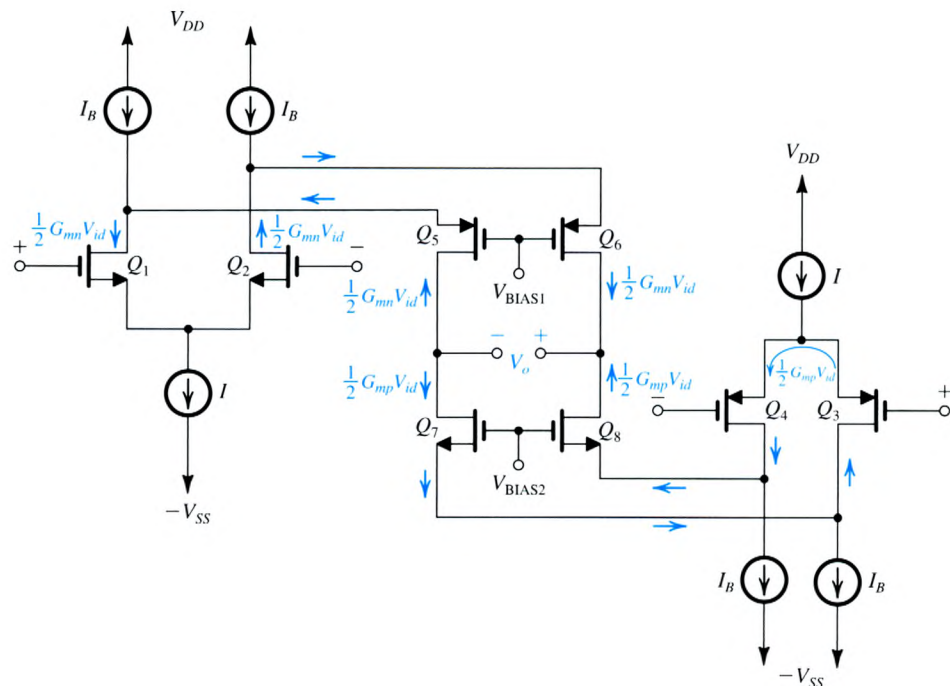 V_DD
I_B
I_B
V_DD
1/2 G_mn V_id
1/2 G_mn V_id
Q_5
Q_6
+
Q_1
Q_2
−
V_BIAS1
1/2 G_mn V_id
1/2 G_mn V_id
I
− V_o +
I
1/2 G_mp V_id
1/2 G_mp V_id
1/2 G_mp V_id
−
Q_4
Q_3
+
Q_7
Q_8
V_BIAS2
−V_SS
I_B
I_B
−V_SS